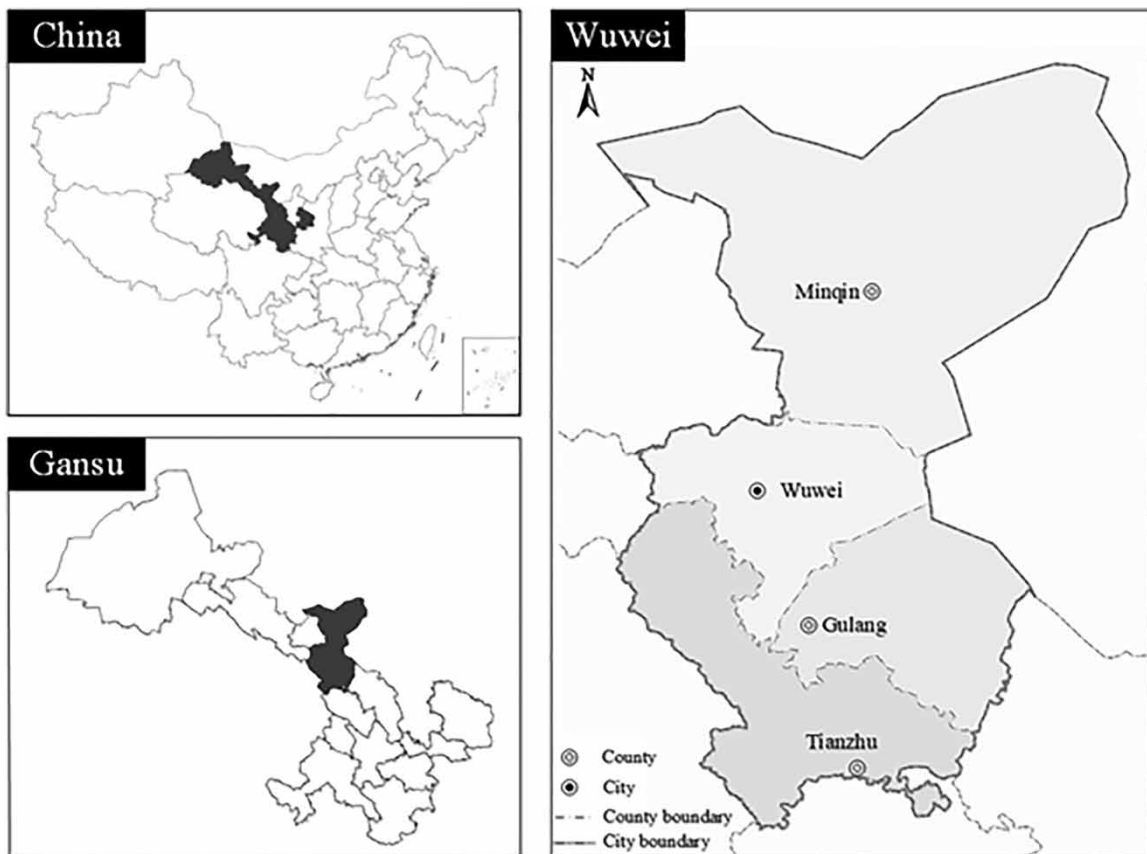 China
Gansu
Wuwei
N
Minqin
Wuwei
Gulang
Tianzhu
County
City
County boundary
City boundary